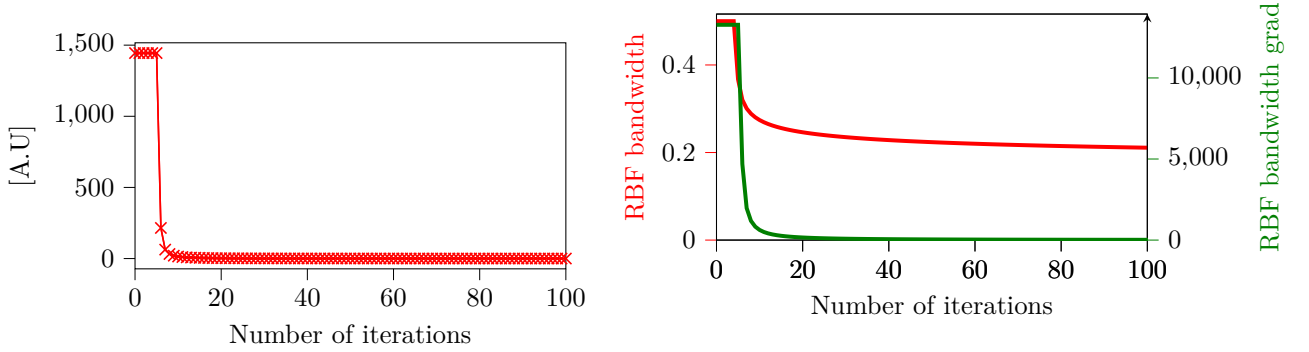 1,500
1,000
500
0
[A.U]
0 20 40 60 80 100
Number of iterations
0.4
0.2
0
RBF bandwidth
10,000
5,000
0
RBF bandwidth grad
0 20 40 60 80 100
Number of iterations